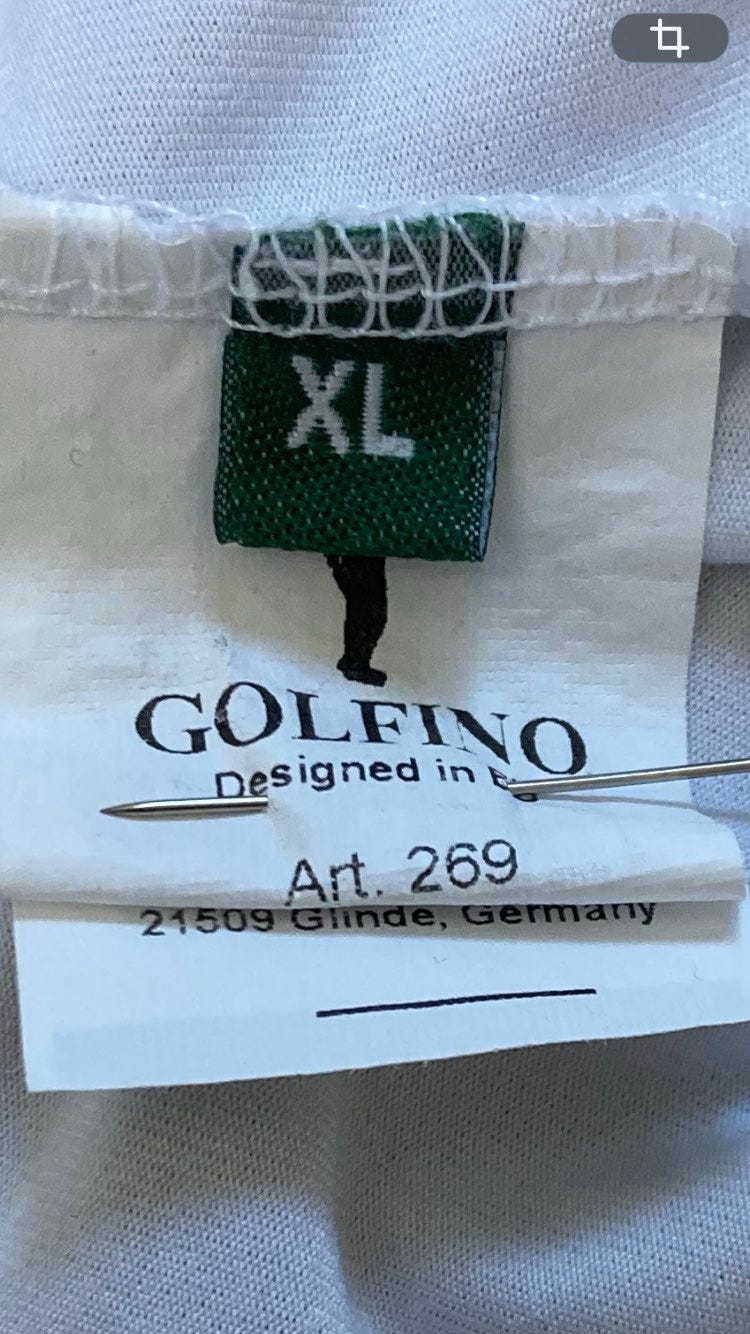 XL
GOLFINO
Designed in
Art. 269
21509 Glinde, Germany